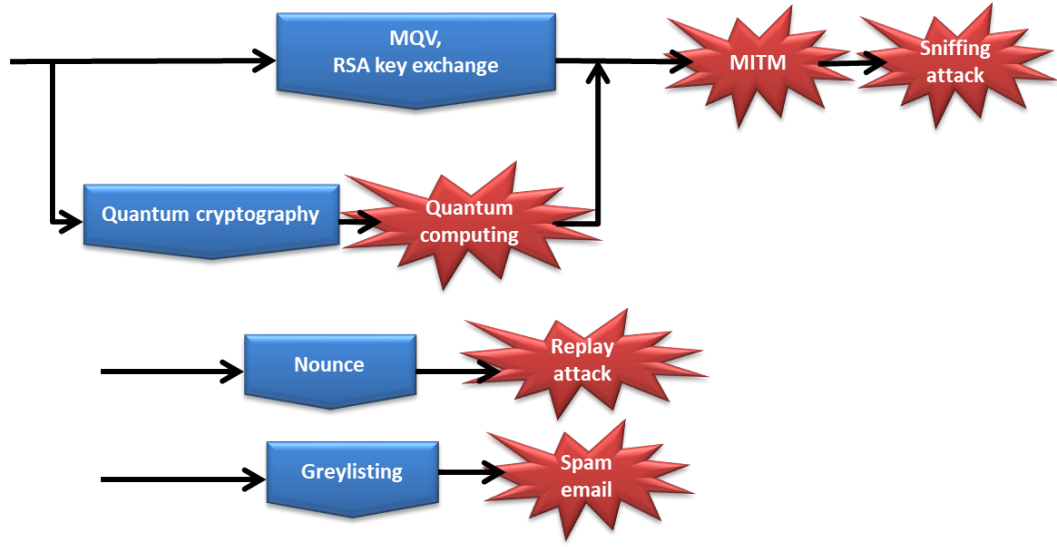 MQV,
RSA key exchange
MITM
Sniffing
attack
Quantum cryptography
Quantum
computing
Nounce
Replay
attack
Greylisting
Spam
email